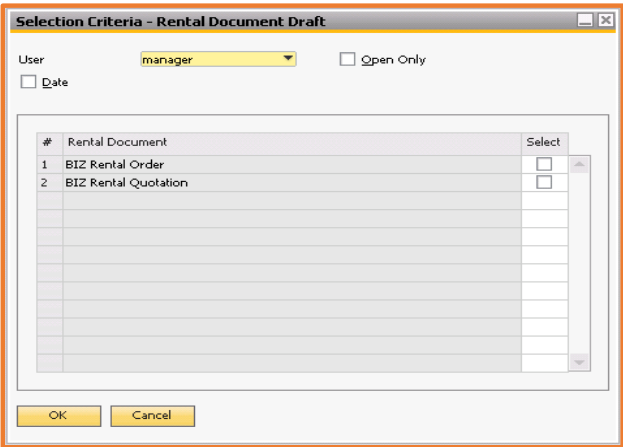 Selection Criteria - Rental Document Draft
User manager Open Only
Date
# Rental Document Select
1 BIZ Rental Order
2 BIZ Rental Quotation
OK Cancel